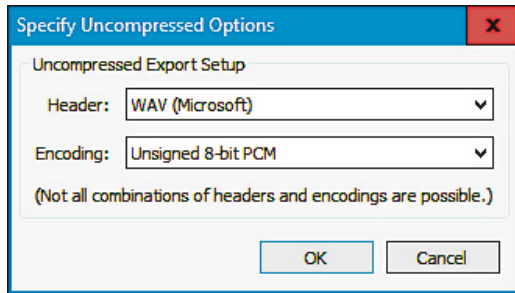 Specify Uncompressed Options
Uncompressed Export Setup
Header: WAV (Microsoft)
Encoding: Unsigned 8-bit PCM
(Not all combinations of headers and encodings are possible.)
OK Cancel